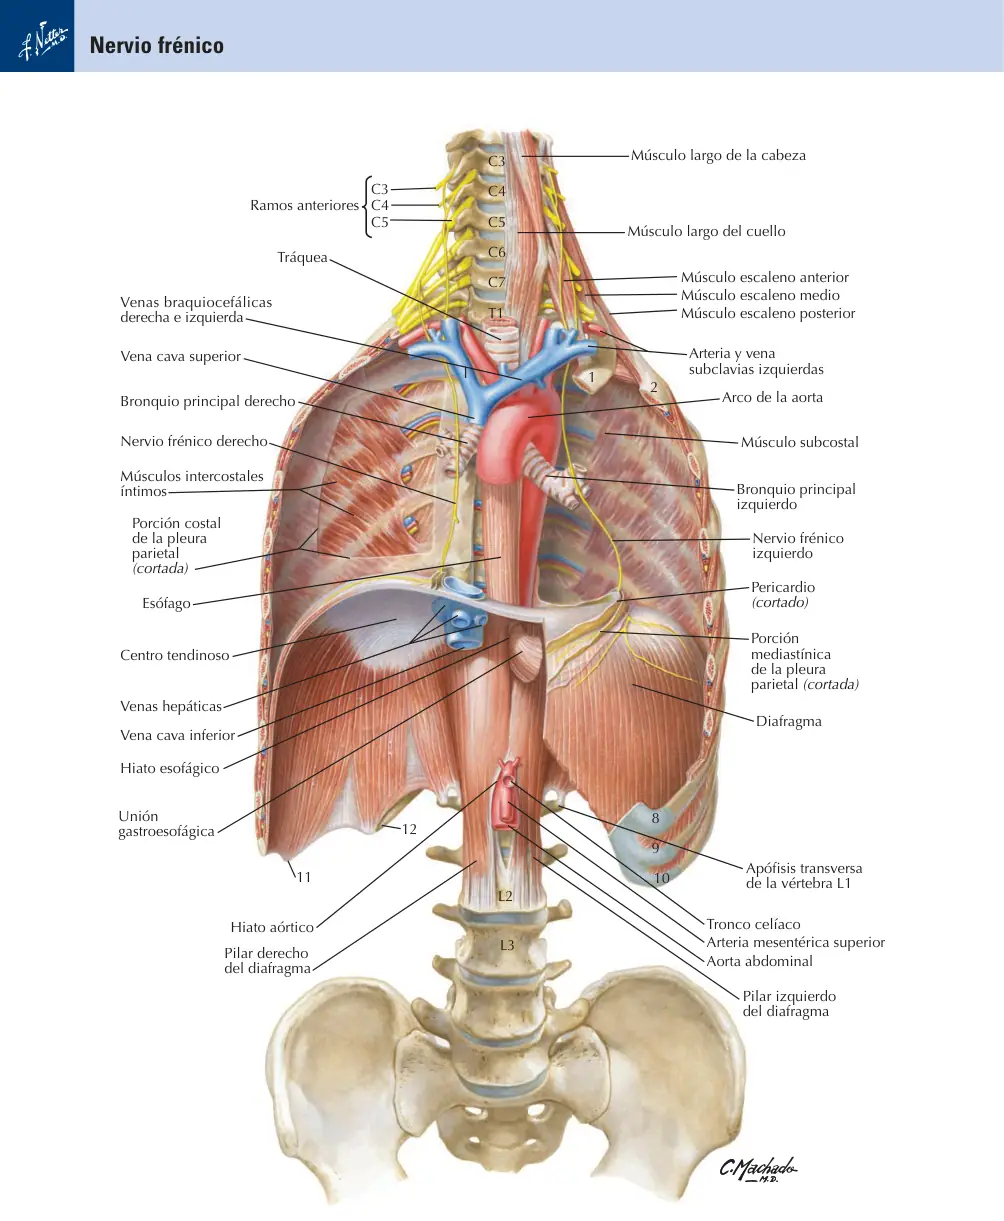 F. Netter M.D.
Nervio frénico
C3
C4
C5
C6
C7
T1
Ramos anteriores
C3
C4
C5
Tráquea
Venas braquiocefálicas
derecha e izquierda
Vena cava superior
Bronquio principal derecho
Nervio frénico derecho
Músculos intercostales
íntimos
Porción costal
de la pleura
parietal
(cortada)
Esófago
Centro tendinoso
Venas hepáticas
Vena cava inferior
Hiato esofágico
Unión
gastroesofágica
Hiato aórtico
Pilar derecho
del diafragma
Músculo largo de la cabeza
Músculo largo del cuello
Músculo escaleno anterior
Músculo escaleno medio
Músculo escaleno posterior
Arteria y vena
subclavias izquierdas
Arco de la aorta
Músculo subcostal
Bronquio principal
izquierdo
Nervio frénico
izquierdo
Pericardio
(cortado)
Porción
mediastínica
de la pleura
parietal (cortada)
Diafragma
Apófisis transversa
de la vértebra L1
Tronco celíaco
Arteria mesentérica superior
Aorta abdominal
Pilar izquierdo
del diafragma
1
1
2
8
9
10
12
11
L2
L3
C.Machado
M.D.